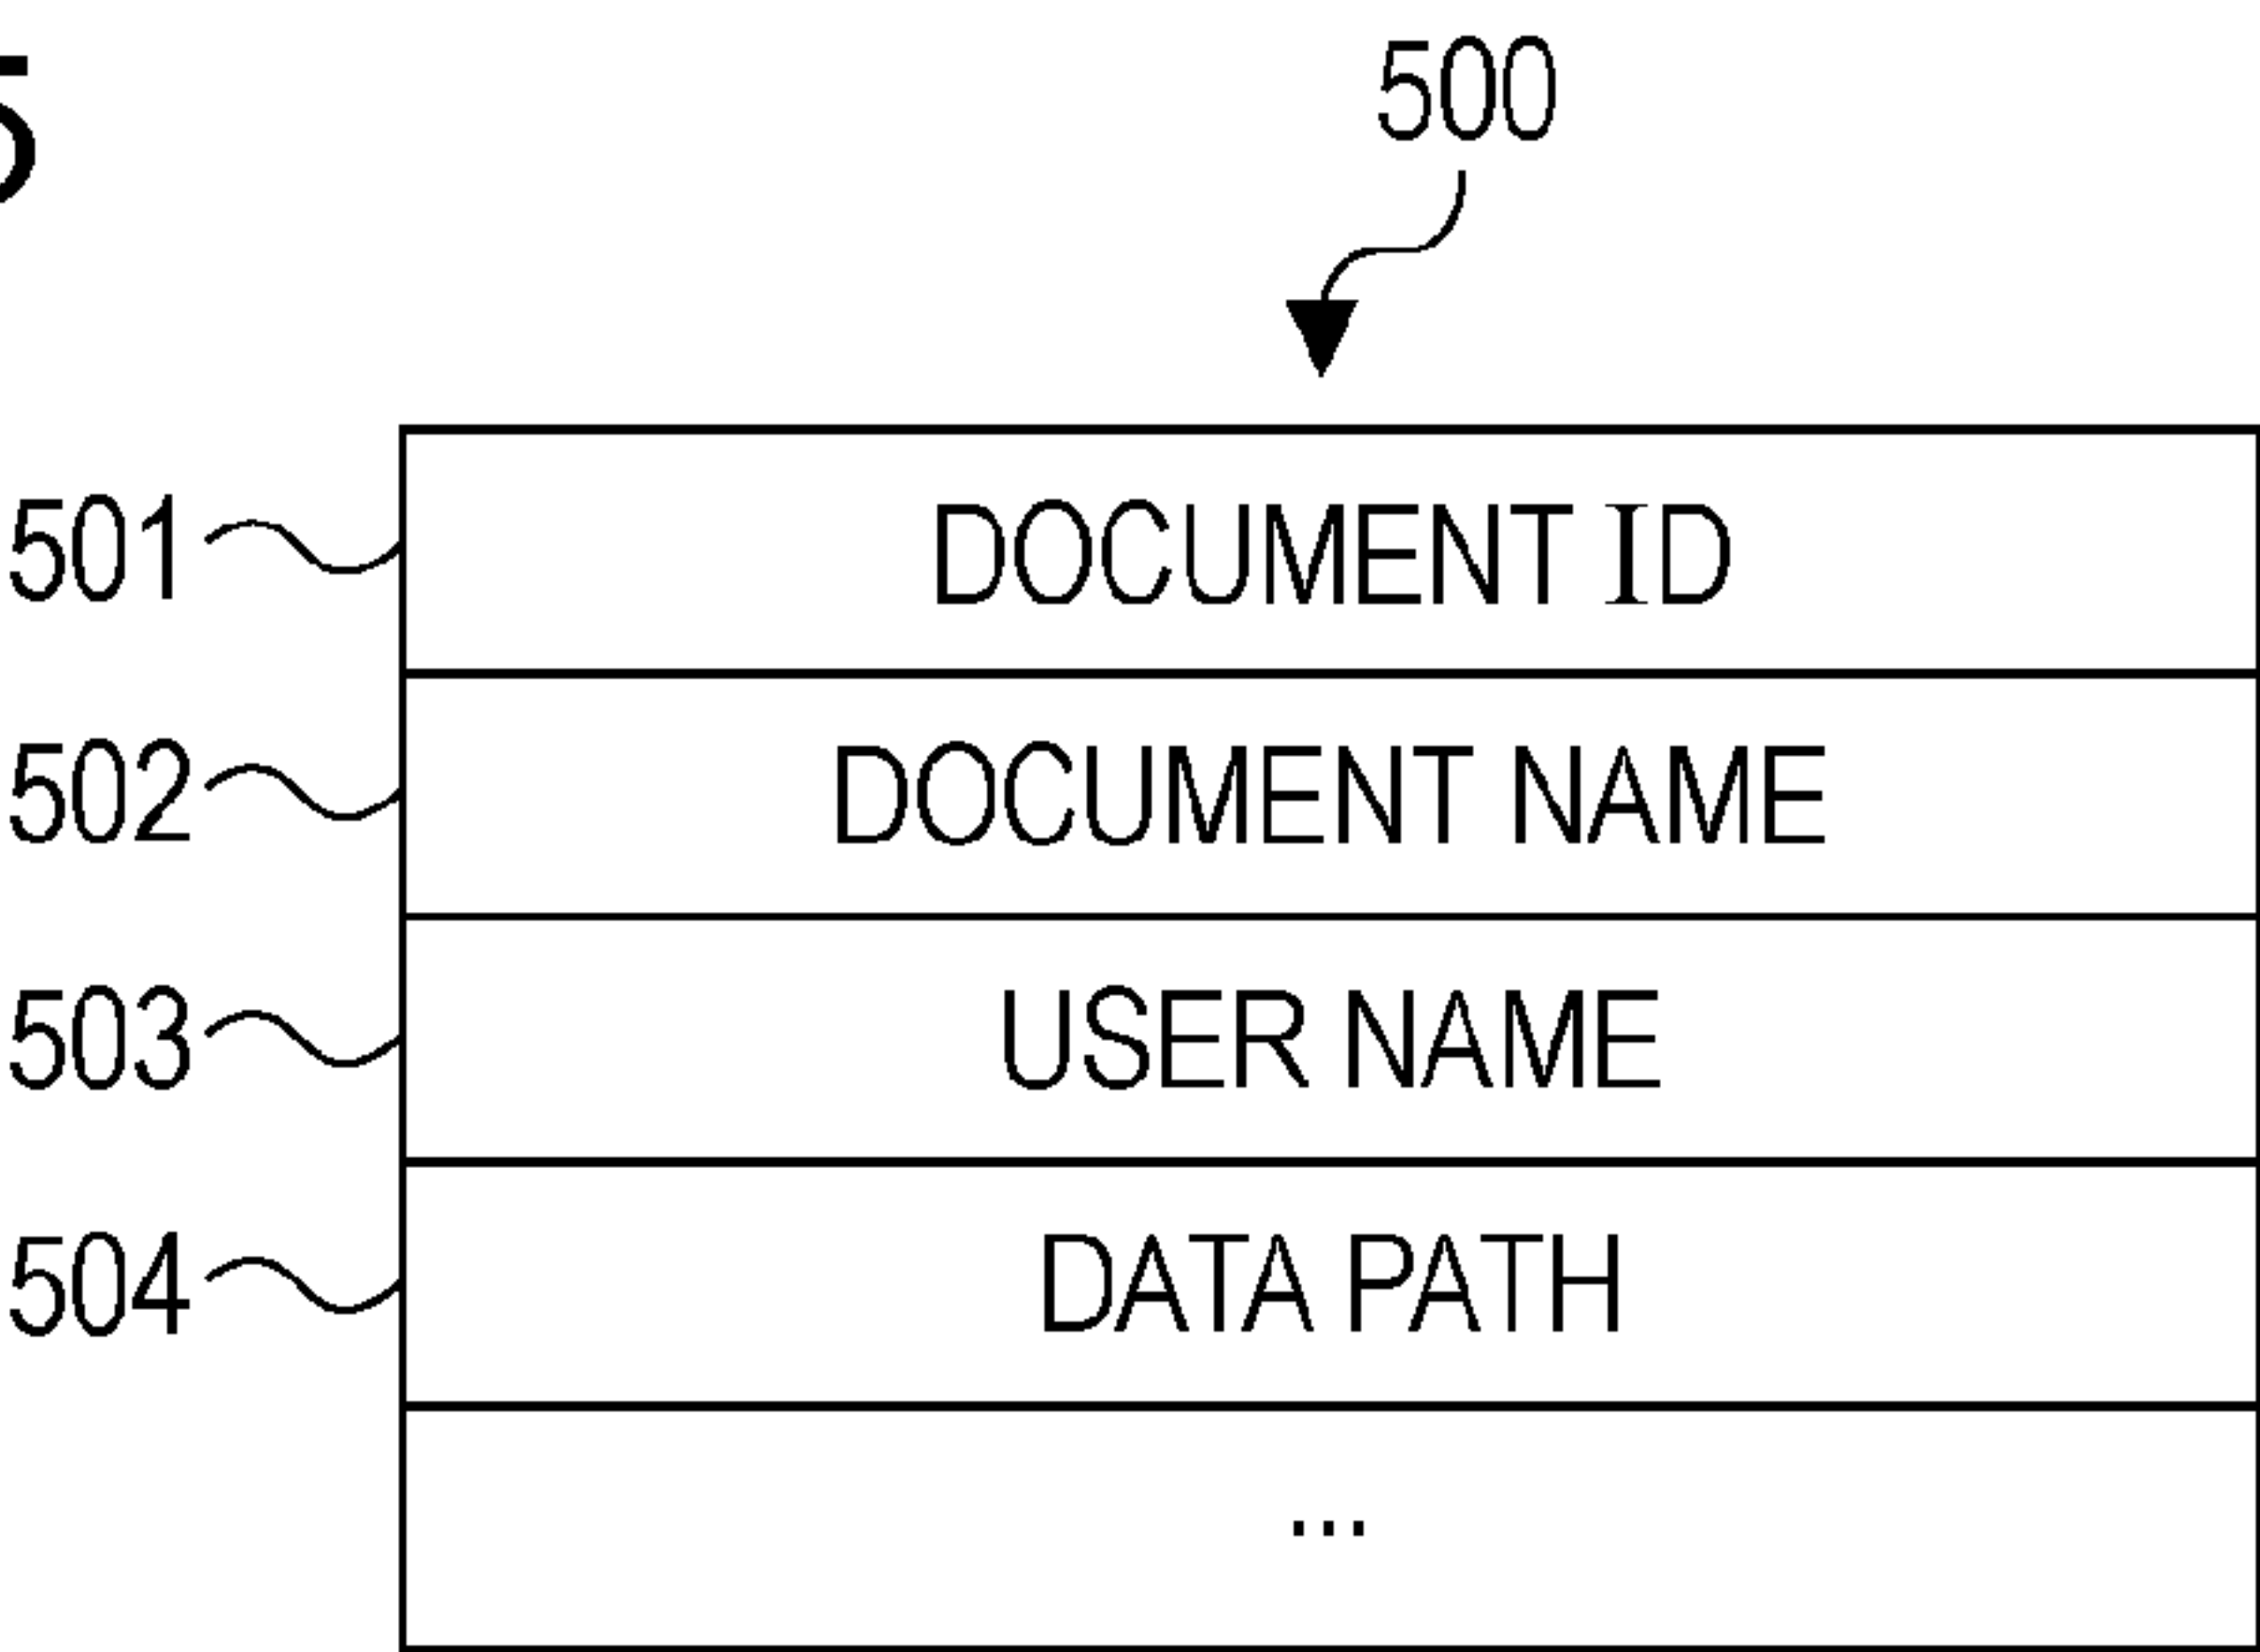 5
500
501 DOCUMENT ID
502 DOCUMENT NAME
503 USER NAME
504 DATA PATH
...